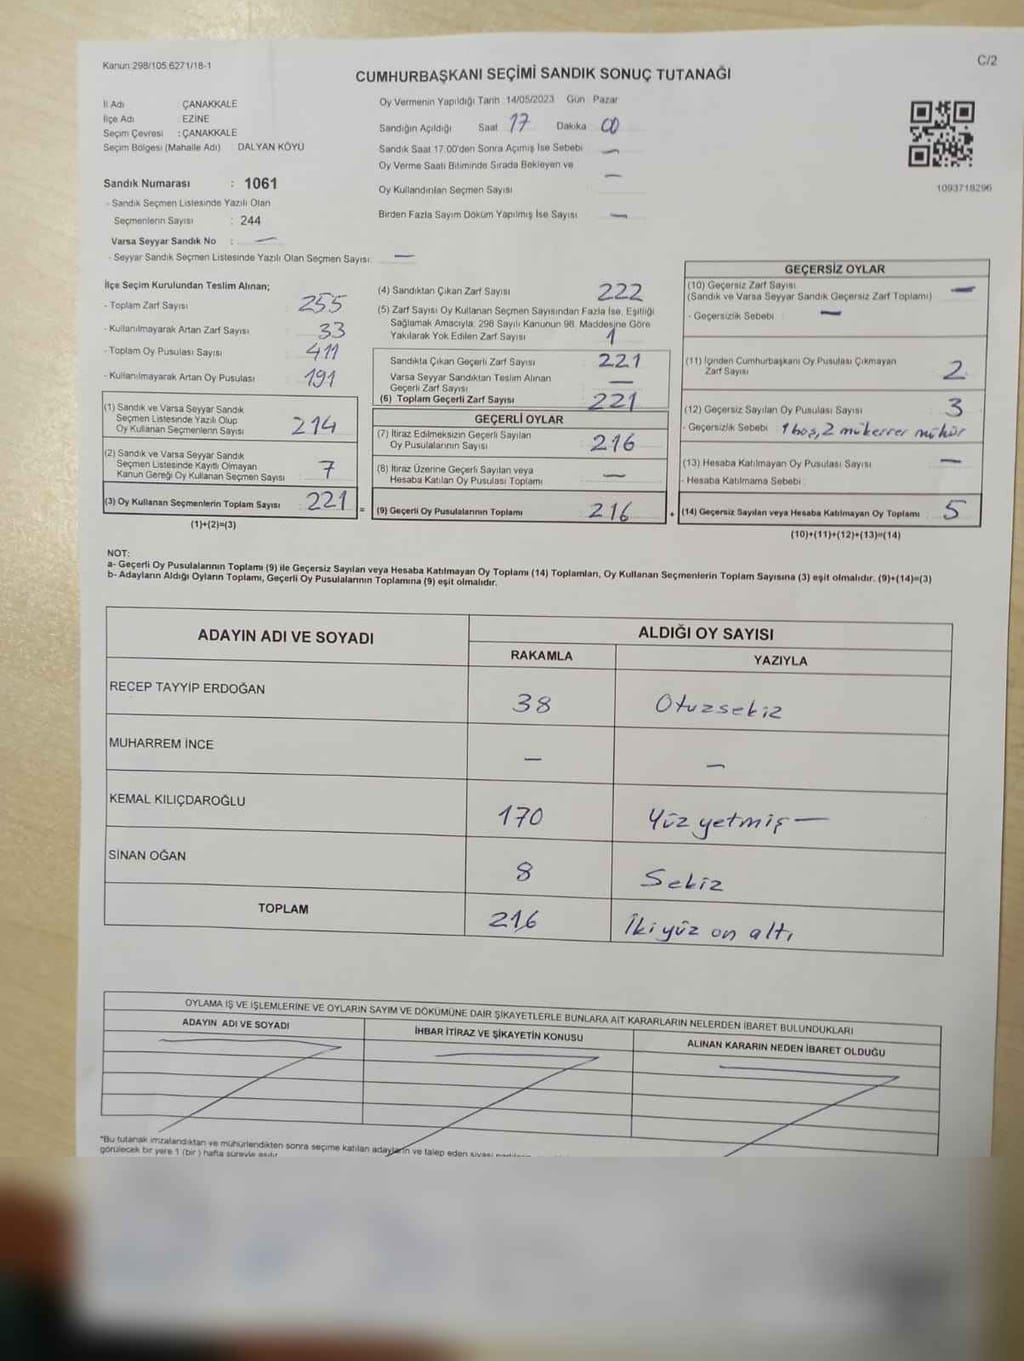 Kanun:298/105 6271/18-1
C/2
CUMHURBAŞKANI SEÇİMİ SANDIK SONUÇ TUTANAĞI
İl Adı ÇANAKKALE
İlçe Adı EZİNE
Seçim Çevresi : ÇANAKKALE
Seçim Bölgesi (Mahalle Adı) DALYAN KÖYÜ
Sandık Numarası : 1061
- Sandık Seçmen Listesinde Yazılı Olan
Seçmenlerin Sayısı : 244
Varsa Seyyar Sandık No : —
- Seyyar Sandık Seçmen Listesinde Yazılı Olan Seçmen Sayısı: —
Oy Vermenin Yapıldığı Tarih 14/05/2023 Gün Pazar
Sandığın Açıldığı Saat 17 Dakika 00
Sandık Saat 17.00'den Sonra Açımış İse Sebebi —
Oy Verme Saati Bitiminde Sırada Bekleyen ve
Oy Kullandırılan Seçmen Sayısı —
Birden Fazla Sayım Döküm Yapılmış İse Sayısı —
1093718296
İlçe Seçim Kurulundan Teslim Alınan;
- Toplam Zarf Sayısı 255
- Kullanılmayarak Artan Zarf Sayısı 33
- Toplam Oy Pusulası Sayısı 411
- Kullanılmayarak Artan Oy Pusulası 191
(1) Sandık ve Varsa Seyyar Sandık
Seçmen Listesinde Yazılı Olup
Oy Kullanan Seçmenlerin Sayısı 214
(2) Sandık ve Varsa Seyyar Sandık
Seçmen Listesinde Kayıtlı Olmayan
Kanun Gereği Oy Kullanan Seçmen Sayısı 7
(3) Oy Kullanan Seçmenlerin Toplam Sayısı 221 =
(1)+(2)=(3)
(4) Sandıktan Çıkan Zarf Sayısı 222
(5) Zarf Sayısı Oy Kullanan Seçmen Sayısından Fazla İse, Eşitliği
Sağlamak Amacıyla, 298 Sayılı Kanunun 98. Maddesine Göre
Yakılarak Yok Edilen Zarf Sayısı 1
Sandıkta Çıkan Geçerli Zarf Sayısı 221
Varsa Seyyar Sandıktan Teslim Alınan
Geçerli Zarf Sayısı —
(6) Toplam Geçerli Zarf Sayısı 221
GEÇERLİ OYLAR
(7) İtiraz Edilmeksizin Geçerli Sayılan
Oy Pusulalarının Sayısı 216
(8) İtiraz Üzerine Geçerli Sayılan veya
Hesaba Katılan Oy Pusulası Toplamı —
(9) Geçerli Oy Pusulalarının Toplamı 216 +
GEÇERSİZ OYLAR
(10) Geçersiz Zarf Sayısı
(Sandık ve Varsa Seyyar Sandık Geçersiz Zarf Toplamı) —
- Geçersizlik Sebebi —
(11) İçinden Cumhurbaşkanı Oy Pusulası Çıkmayan
Zarf Sayısı 2
(12) Geçersiz Sayılan Oy Pusulası Sayısı 3
- Geçersizlik Sebebi 1 boş, 2 mükerrer mühür
(13) Hesaba Katılmayan Oy Pusulası Sayısı —
- Hesaba Katılmama Sebebi
(14) Geçersiz Sayılan veya Hesaba Katılmayan Oy Toplamı 5
(10)+(11)+(12)+(13)=(14)
NOT:
a- Geçerli Oy Pusulalarının Toplamı (9) ile Geçersiz Sayılan veya Hesaba Katılmayan Oy Toplamı (14) Toplamları, Oy Kullanan Seçmenlerin Toplam Sayısına (3) eşit olmalıdır. (9)+(14)=(3)
b- Adayların Aldığı Oyların Toplamı, Geçerli Oy Pusulalarının Toplamına (9) eşit olmalıdır.
ADAYIN ADI VE SOYADI ALDIĞI OY SAYISI
RAKAMLA YAZIYLA
RECEP TAYYİP ERDOĞAN 38 Otuzsekiz
MUHARREM İNCE — —
KEMAL KILIÇDAROĞLU 170 Yüz yetmiş —
SİNAN OĞAN 8 Sekiz
TOPLAM 216 İki yüz on altı
OYLAMA İŞ VE İŞLEMLERİNE VE OYLARIN SAYIM VE DÖKÜMÜNE DAİR ŞİKAYETLERLE BUNLARA AİT KARARLARIN NELERDEN İBARET BULUNDUKLARI
ADAYIN ADI VE SOYADI İHBAR İTİRAZ VE ŞİKAYETİN KONUSU ALINAN KARARIN NEDEN İBARET OLDUĞU
*Bu tutanak imzalandıktan ve mühürlendikten sonra seçime katılan adayların ve talep eden siyasi
görülecek bir yere 1 (bir) hafta süreyle asılır.